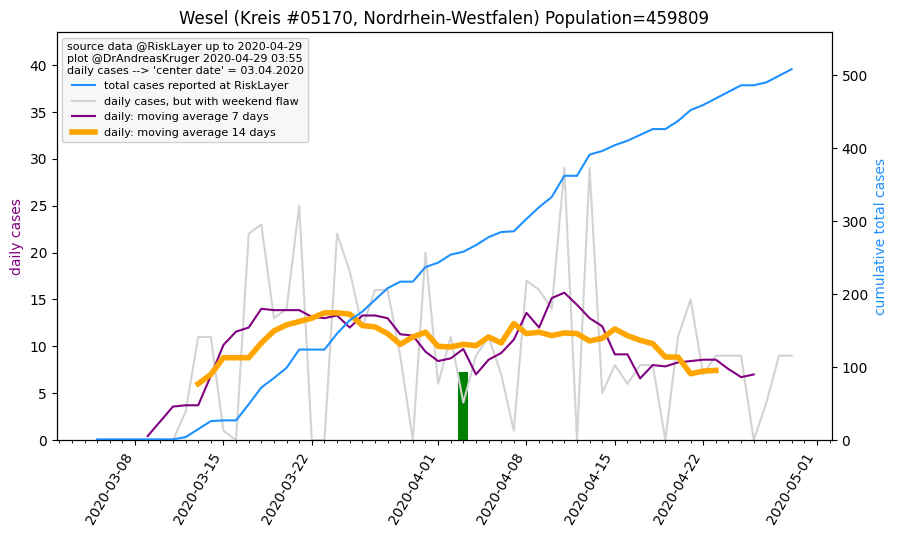 Wesel (Kreis #05170, Nordrhein-Westfalen) Population=459809
source data @RiskLayer up to 2020-04-29
plot @DrAndreasKruger 2020-04-29 03:55
daily cases --> 'center date' = 03.04.2020
total cases reported at RiskLayer
daily cases, but with weekend flaw
daily: moving average 7 days
daily: moving average 14 days
daily cases
40
35
30
25
20
15
10
5
0
cumulative total cases
500
400
300
200
100
0
2020-03-08
2020-03-15
2020-03-22
2020-04-01
2020-04-08
2020-04-15
2020-04-22
2020-05-01